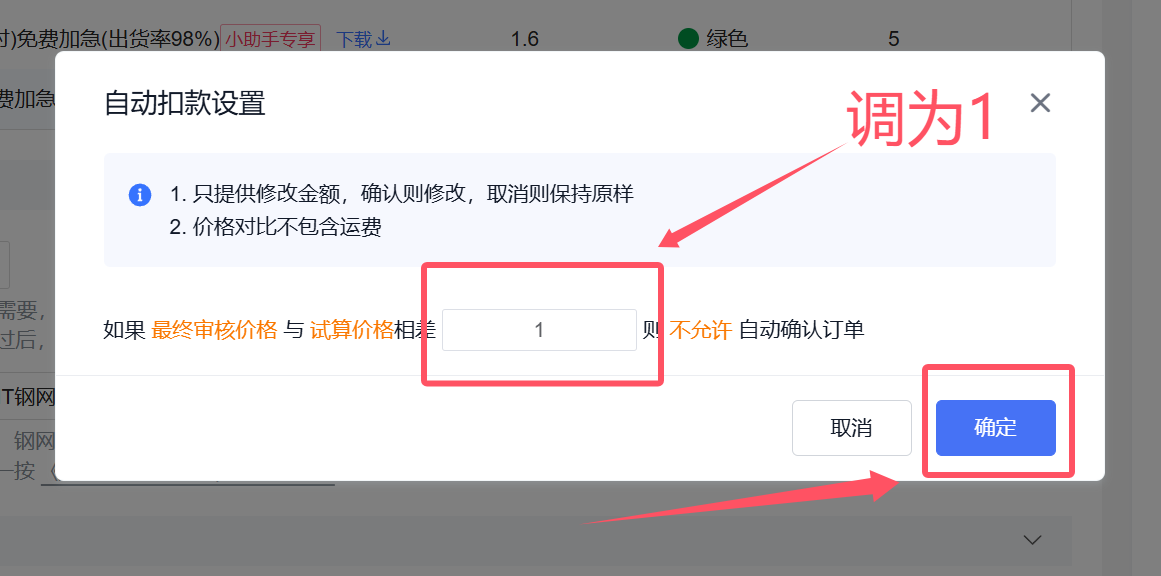 时)免费加急(出货率98%) 小助手专享 下载 1.6 绿色 5
费加急
自动扣款设置
调为1
1. 只提供修改金额，确认则修改，取消则保持原样
2. 价格对比不包含运费
需要，
过后，
如果 最终审核价格 与 试算价格相差 1 则 不允许 自动确认订单
T钢网
取消 确定
钢网
一按